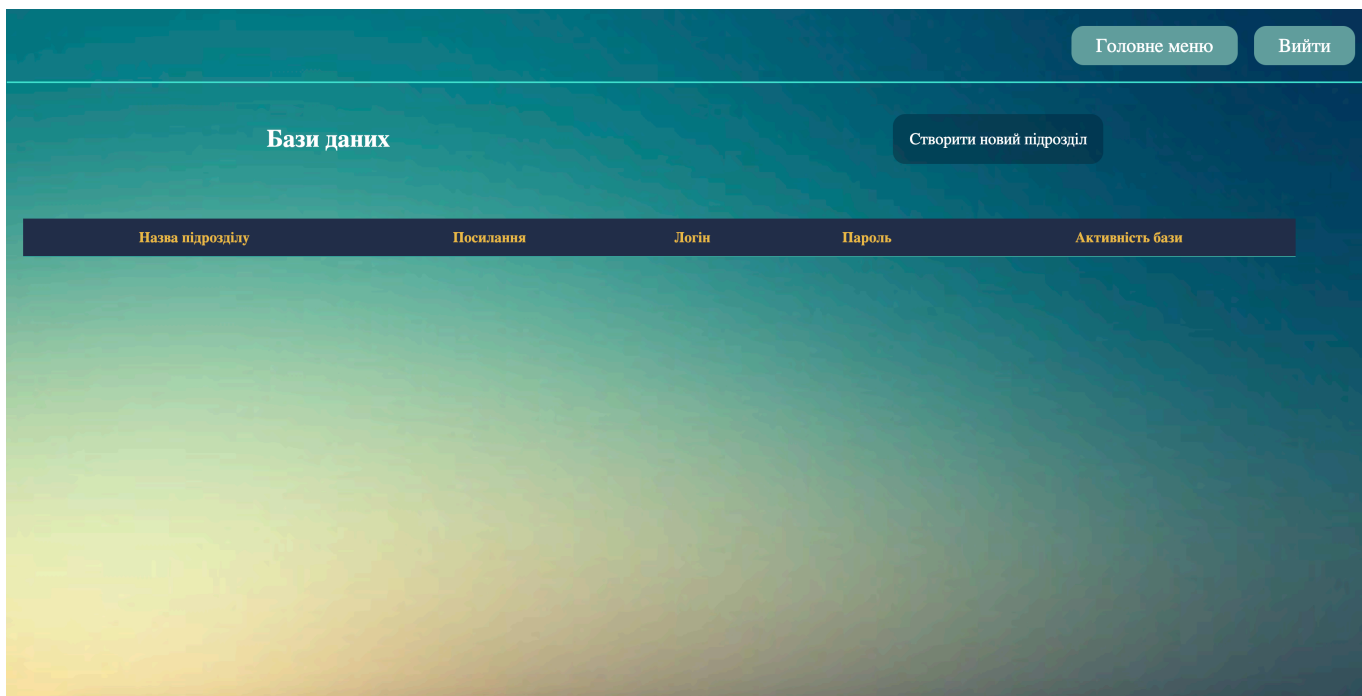 Головне меню Вийти
Бази даних Створити новий підрозділ
Назва підрозділу Посилання Логін Пароль Активність бази